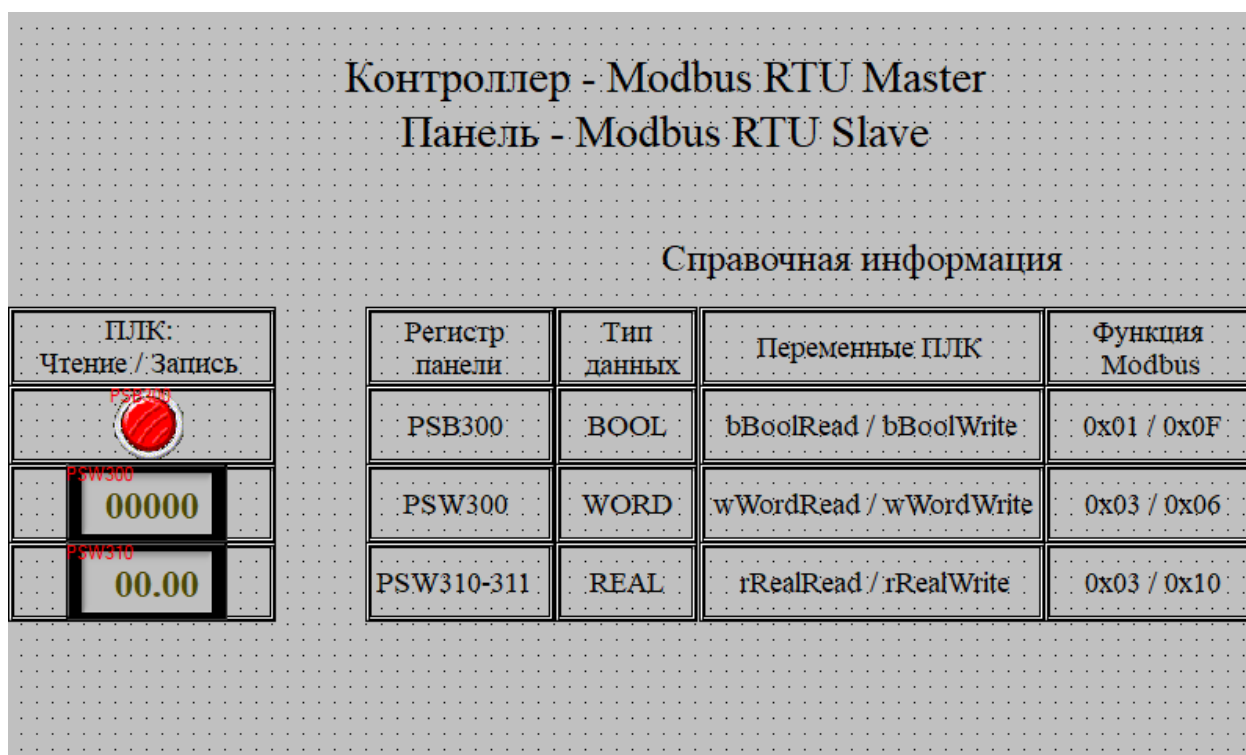 Контроллер - Modbus RTU Master
Панель - Modbus RTU Slave
Справочная информация
ПЛК:
Чтение / Запись
PSB300
PSW300
00000
PSW310
00.00
Регистр панели
Тип данных
Переменные ПЛК
Функция Modbus
PSB300
BOOL
bBoolRead / bBoolWrite
0x01 / 0x0F
PSW300
WORD
wWordRead / wWordWrite
0x03 / 0x06
PSW310-311
REAL
rRealRead / rRealWrite
0x03 / 0x10